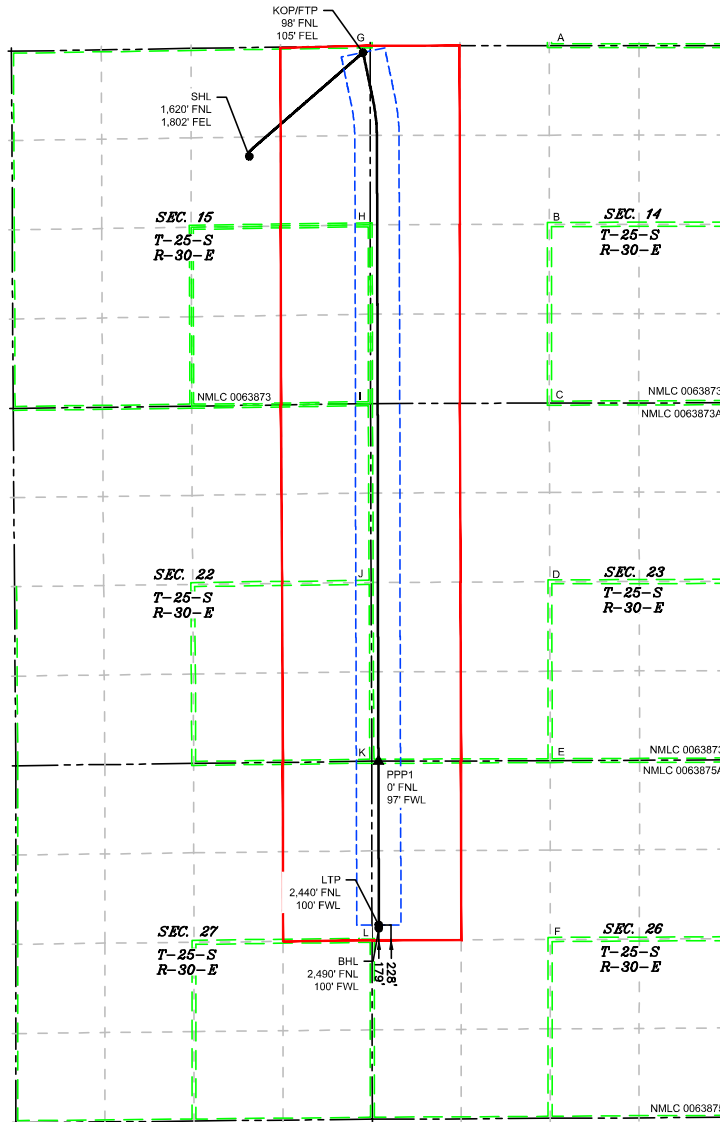 KOP/FTP
98' FNL
105' FEL
G
A
SHL
1,620' FNL
1,802' FEL
SEC. 15
T-25-S
R-30-E
H
B
SEC. 14
T-25-S
R-30-E
NMLC 0063873
I
C
NMLC 0063873
NMLC 0063873A
SEC. 22
T-25-S
R-30-E
J
D
SEC. 23
T-25-S
R-30-E
K
E
NMLC 0063873
NMLC 0063875A
PPP1
0' FNL
97' FWL
LTP
2,440' FNL
100' FWL
SEC. 27
T-25-S
R-30-E
L
F
SEC. 26
T-25-S
R-30-E
BHL
2,490' FNL
100' FWL
179'
228'
NMLC 0063875